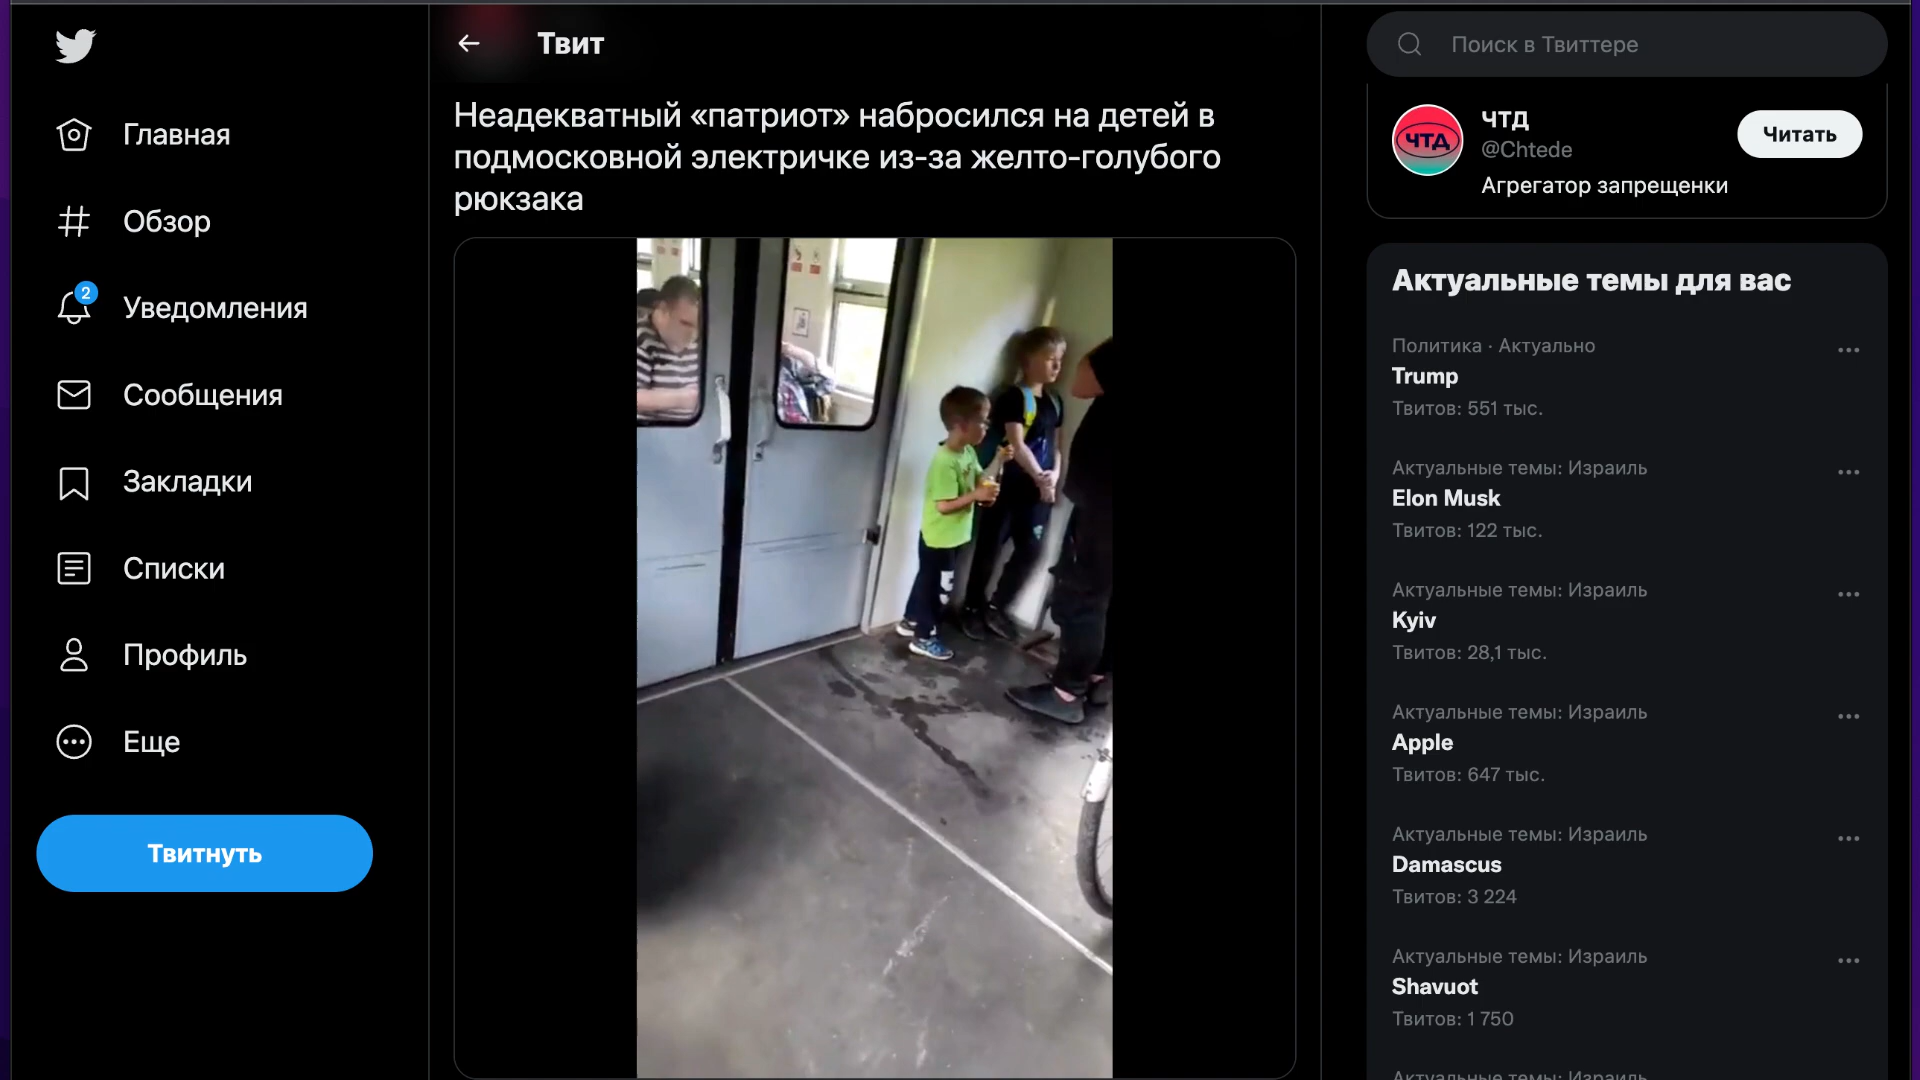 Главная
Обзор
2
Уведомления
Сообщения
Закладки
Списки
Профиль
Еще
Твитнуть
Твит
Неадекватный «патриот» набросился на детей в
подмосковной электричке из-за желто-голубого
рюкзака
Поиск в Твиттере
ЧТД
ЧТД
@Chtede
Читать
Агрегатор запрещенки
Актуальные темы для вас
Политика · Актуально
Trump
Твитов: 551 тыс.
Актуальные темы: Израиль
Elon Musk
Твитов: 122 тыс.
Актуальные темы: Израиль
Kyiv
Твитов: 28,1 тыс.
Актуальные темы: Израиль
Apple
Твитов: 647 тыс.
Актуальные темы: Израиль
Damascus
Твитов: 3 224
Актуальные темы: Израиль
Shavuot
Твитов: 1 750
Актуальные темы: Израиль